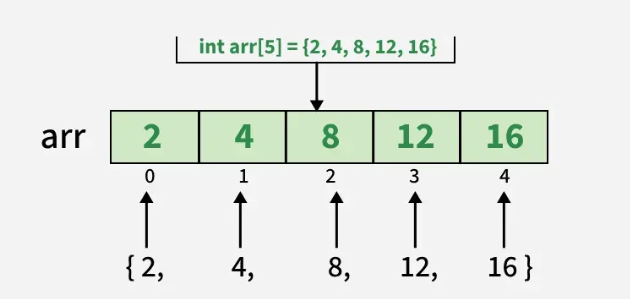 int arr[5] = {2, 4, 8, 12, 16}
arr 2 4 8 12 16
0 1 2 3 4
{ 2, 4, 8, 12, 16 }